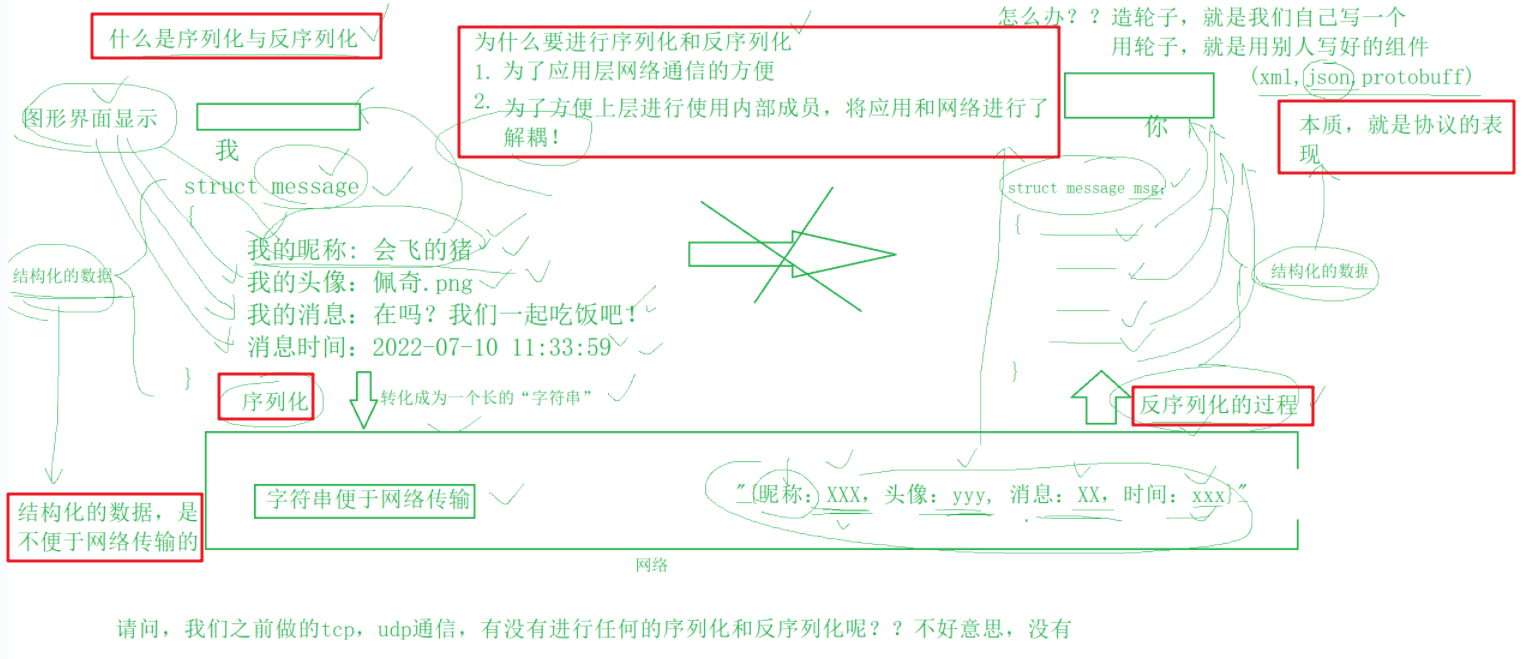 什么是序列化与反序列化
为什么要进行序列化和反序列化
1. 为了应用层网络通信的方便
2. 为了方便上层进行使用内部成员，将应用和网络进行了
解耦！
怎么办？？造轮子，就是我们自己写一个
用轮子，就是用别人写好的组件
(xml,json,protobuff)
本质，就是协议的表
现
图形界面显示
我
struct message
{
我的昵称: 会飞的猪
我的头像：佩奇.png
我的消息：在吗？我们一起吃饭吧！
消息时间：2022-07-10 11:33:59
}
结构化的数据
你
struct message msg;
{
}
结构化的数据
序列化
转化成为一个长的“字符串”
反序列化的过程
结构化的数据，是
不便于网络传输的
字符串便于网络传输
"{昵称：XXX，头像：yyy, 消息：XX，时间：xxx}"
网络
请问，我们之前做的tcp，udp通信，有没有进行任何的序列化和反序列化呢？？不好意思，没有